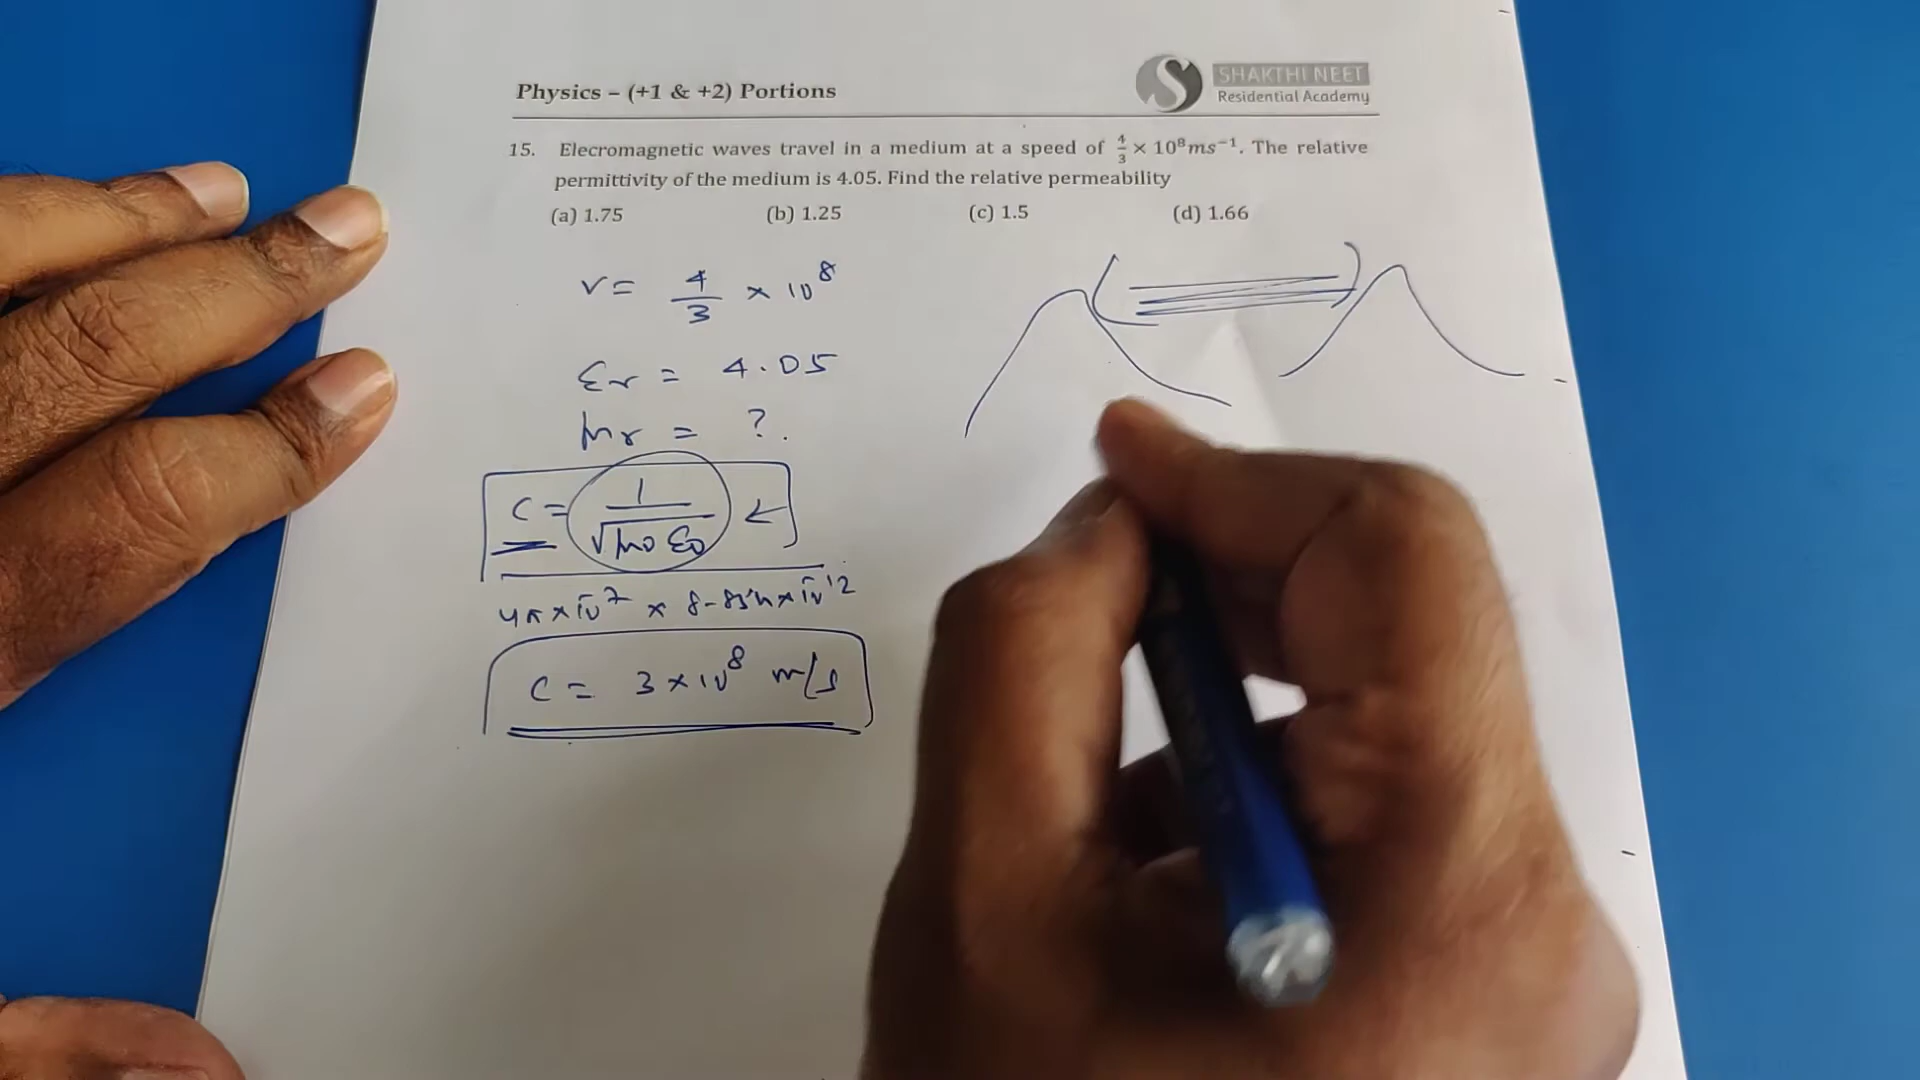 Physics – (+1 & +2) Portions
SHAKTHI NEET
Residential Academy
15. Elecromagnetic waves travel in a medium at a speed of 4/3 × 10⁸ms⁻¹. The relative
permittivity of the medium is 4.05. Find the relative permeability
(a) 1.75 (b) 1.25 (c) 1.5 (d) 1.66
v = 4/3 × 10⁸
εr = 4.05
μr = ?.
C = 1/√μ0 ε0 ←
4π × 10⁻⁷ × 8.854 × 10⁻¹²
C = 3 × 10⁸ m/s